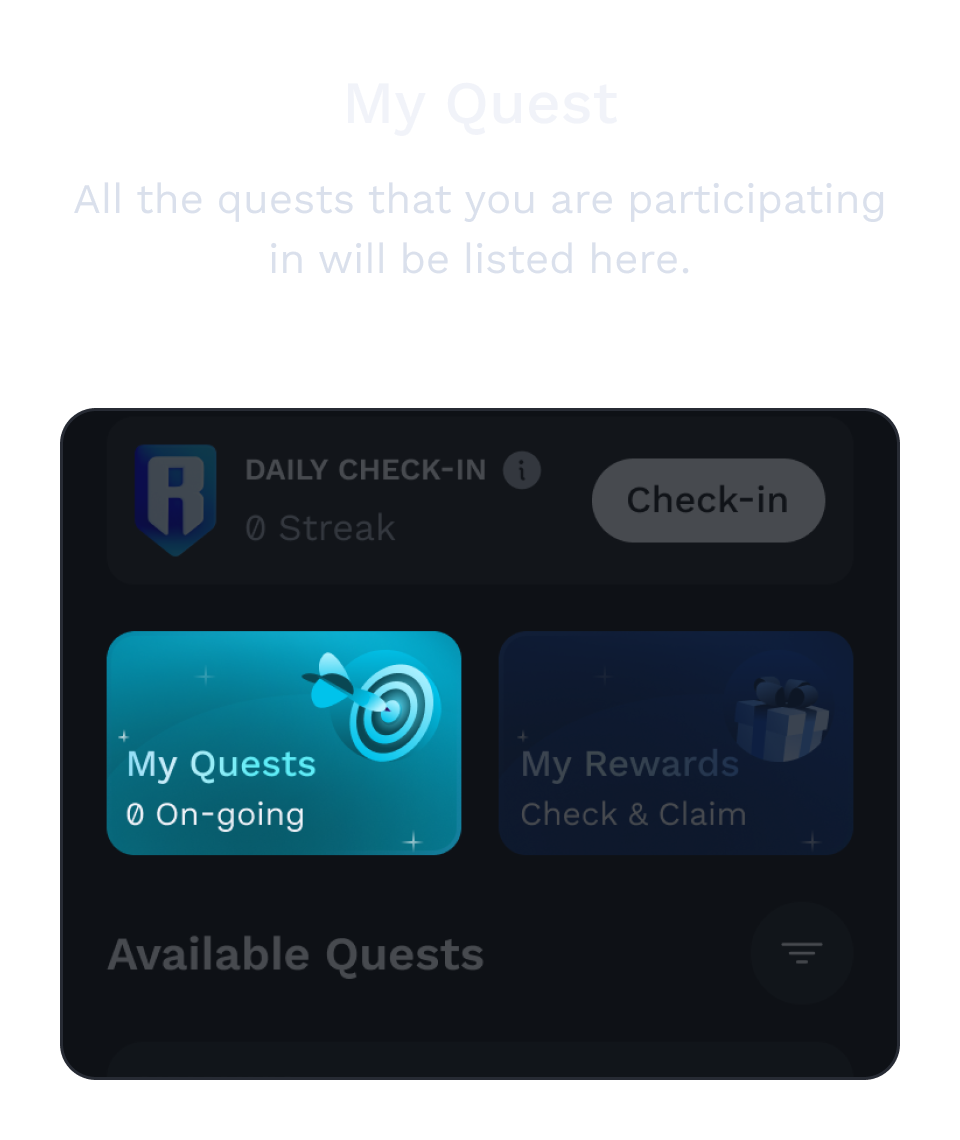 My Quest
All the quests that you are participating
in will be listed here.
R
DAILY CHECK-IN i
0 Streak
Check-in
My Quests
0 On-going
My Rewards
Check & Claim
Available Quests